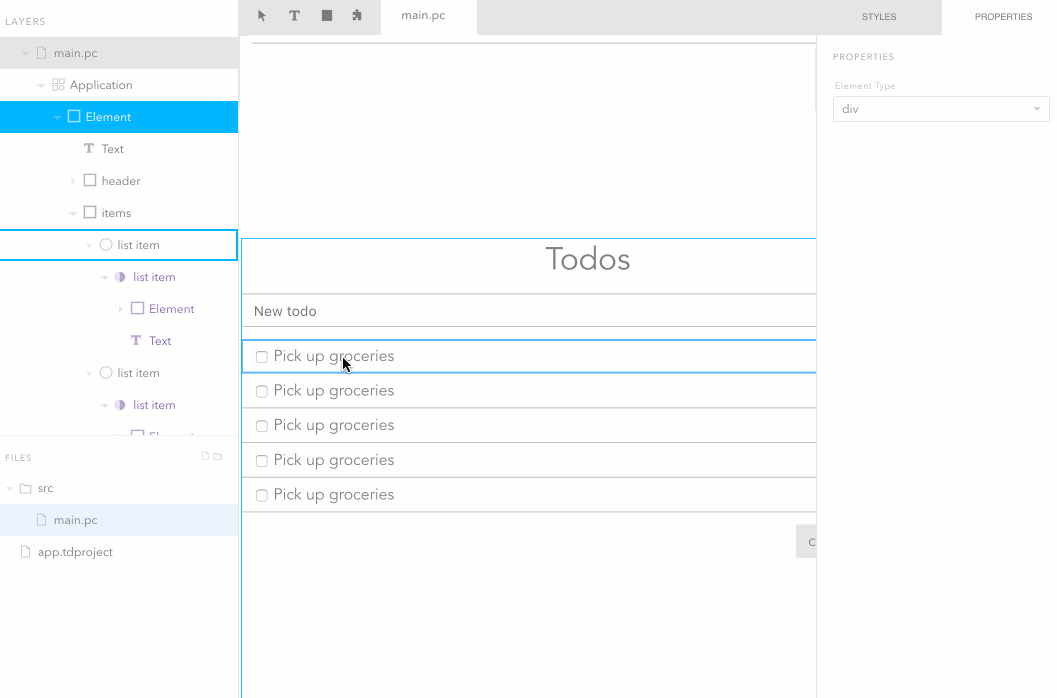 LAYERS
main.pc
Application
Element
Text
header
items
list item
list item
Element
Text
list item
list item
FILES
src
main.pc
app.tdproject
T
main.pc
Todos
New todo
Pick up groceries
Pick up groceries
Pick up groceries
Pick up groceries
Pick up groceries
STYLES
PROPERTIES
PROPERTIES
Element Type
div